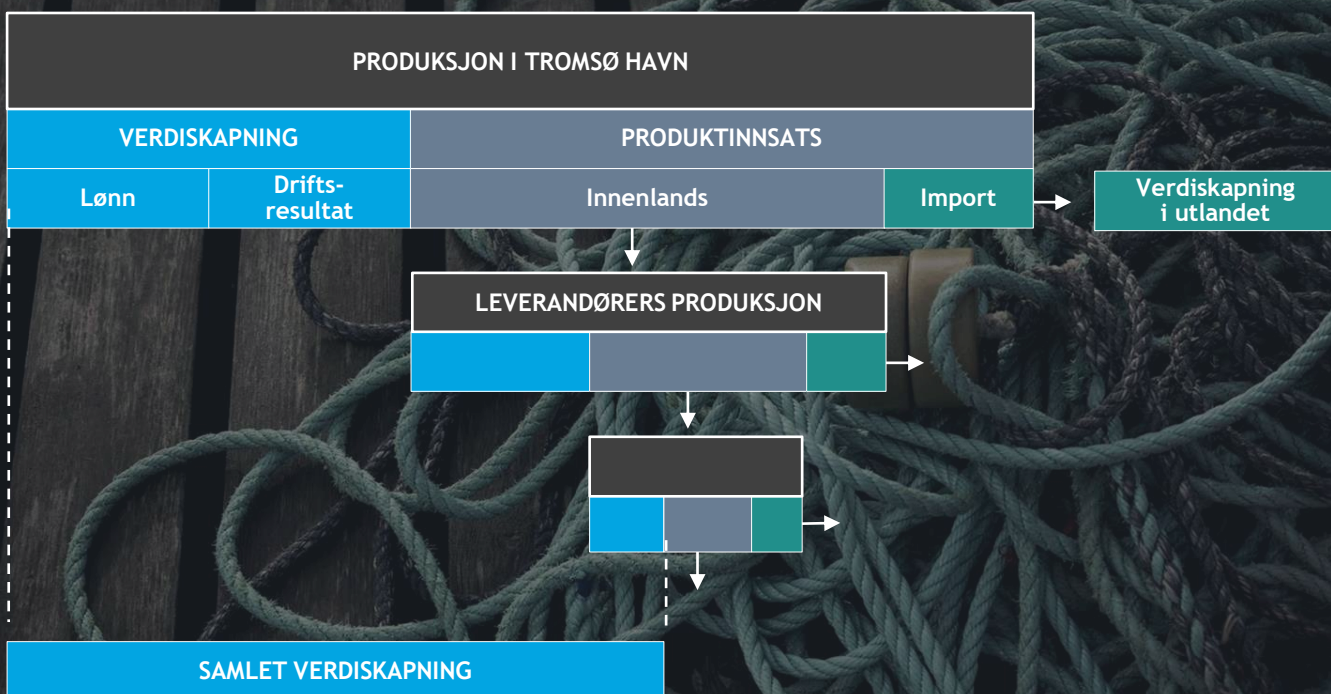 PRODUKSJON I TROMSØ HAVN
VERDISKAPNING
PRODUKTINNSATS
Lønn
Drifts-
resultat
Innenlands
Import
Verdiskapning
i utlandet
LEVERANDØRERS PRODUKSJON
SAMLET VERDISKAPNING